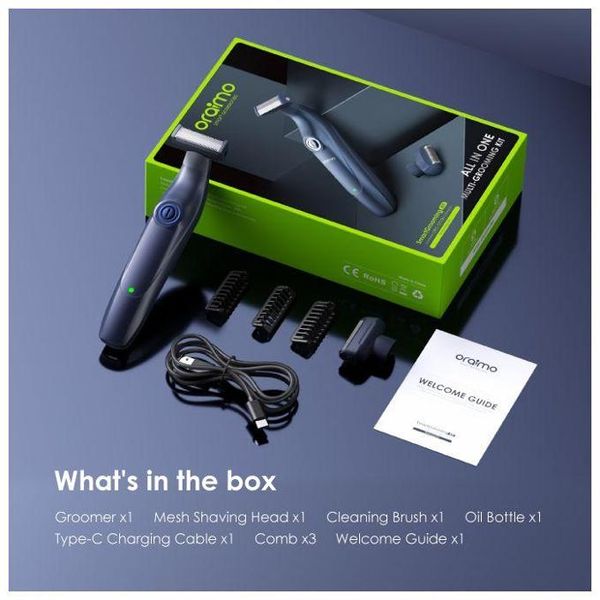 oraimo
ALL IN ONE
MULTI-GROOMING KIT
CE RoHS
oraimo
WELCOME GUIDE
What's in the box
Groomer x1 Mesh Shaving Head x1 Cleaning Brush x1 Oil Bottle x1
Type-C Charging Cable x1 Comb x3 Welcome Guide x1